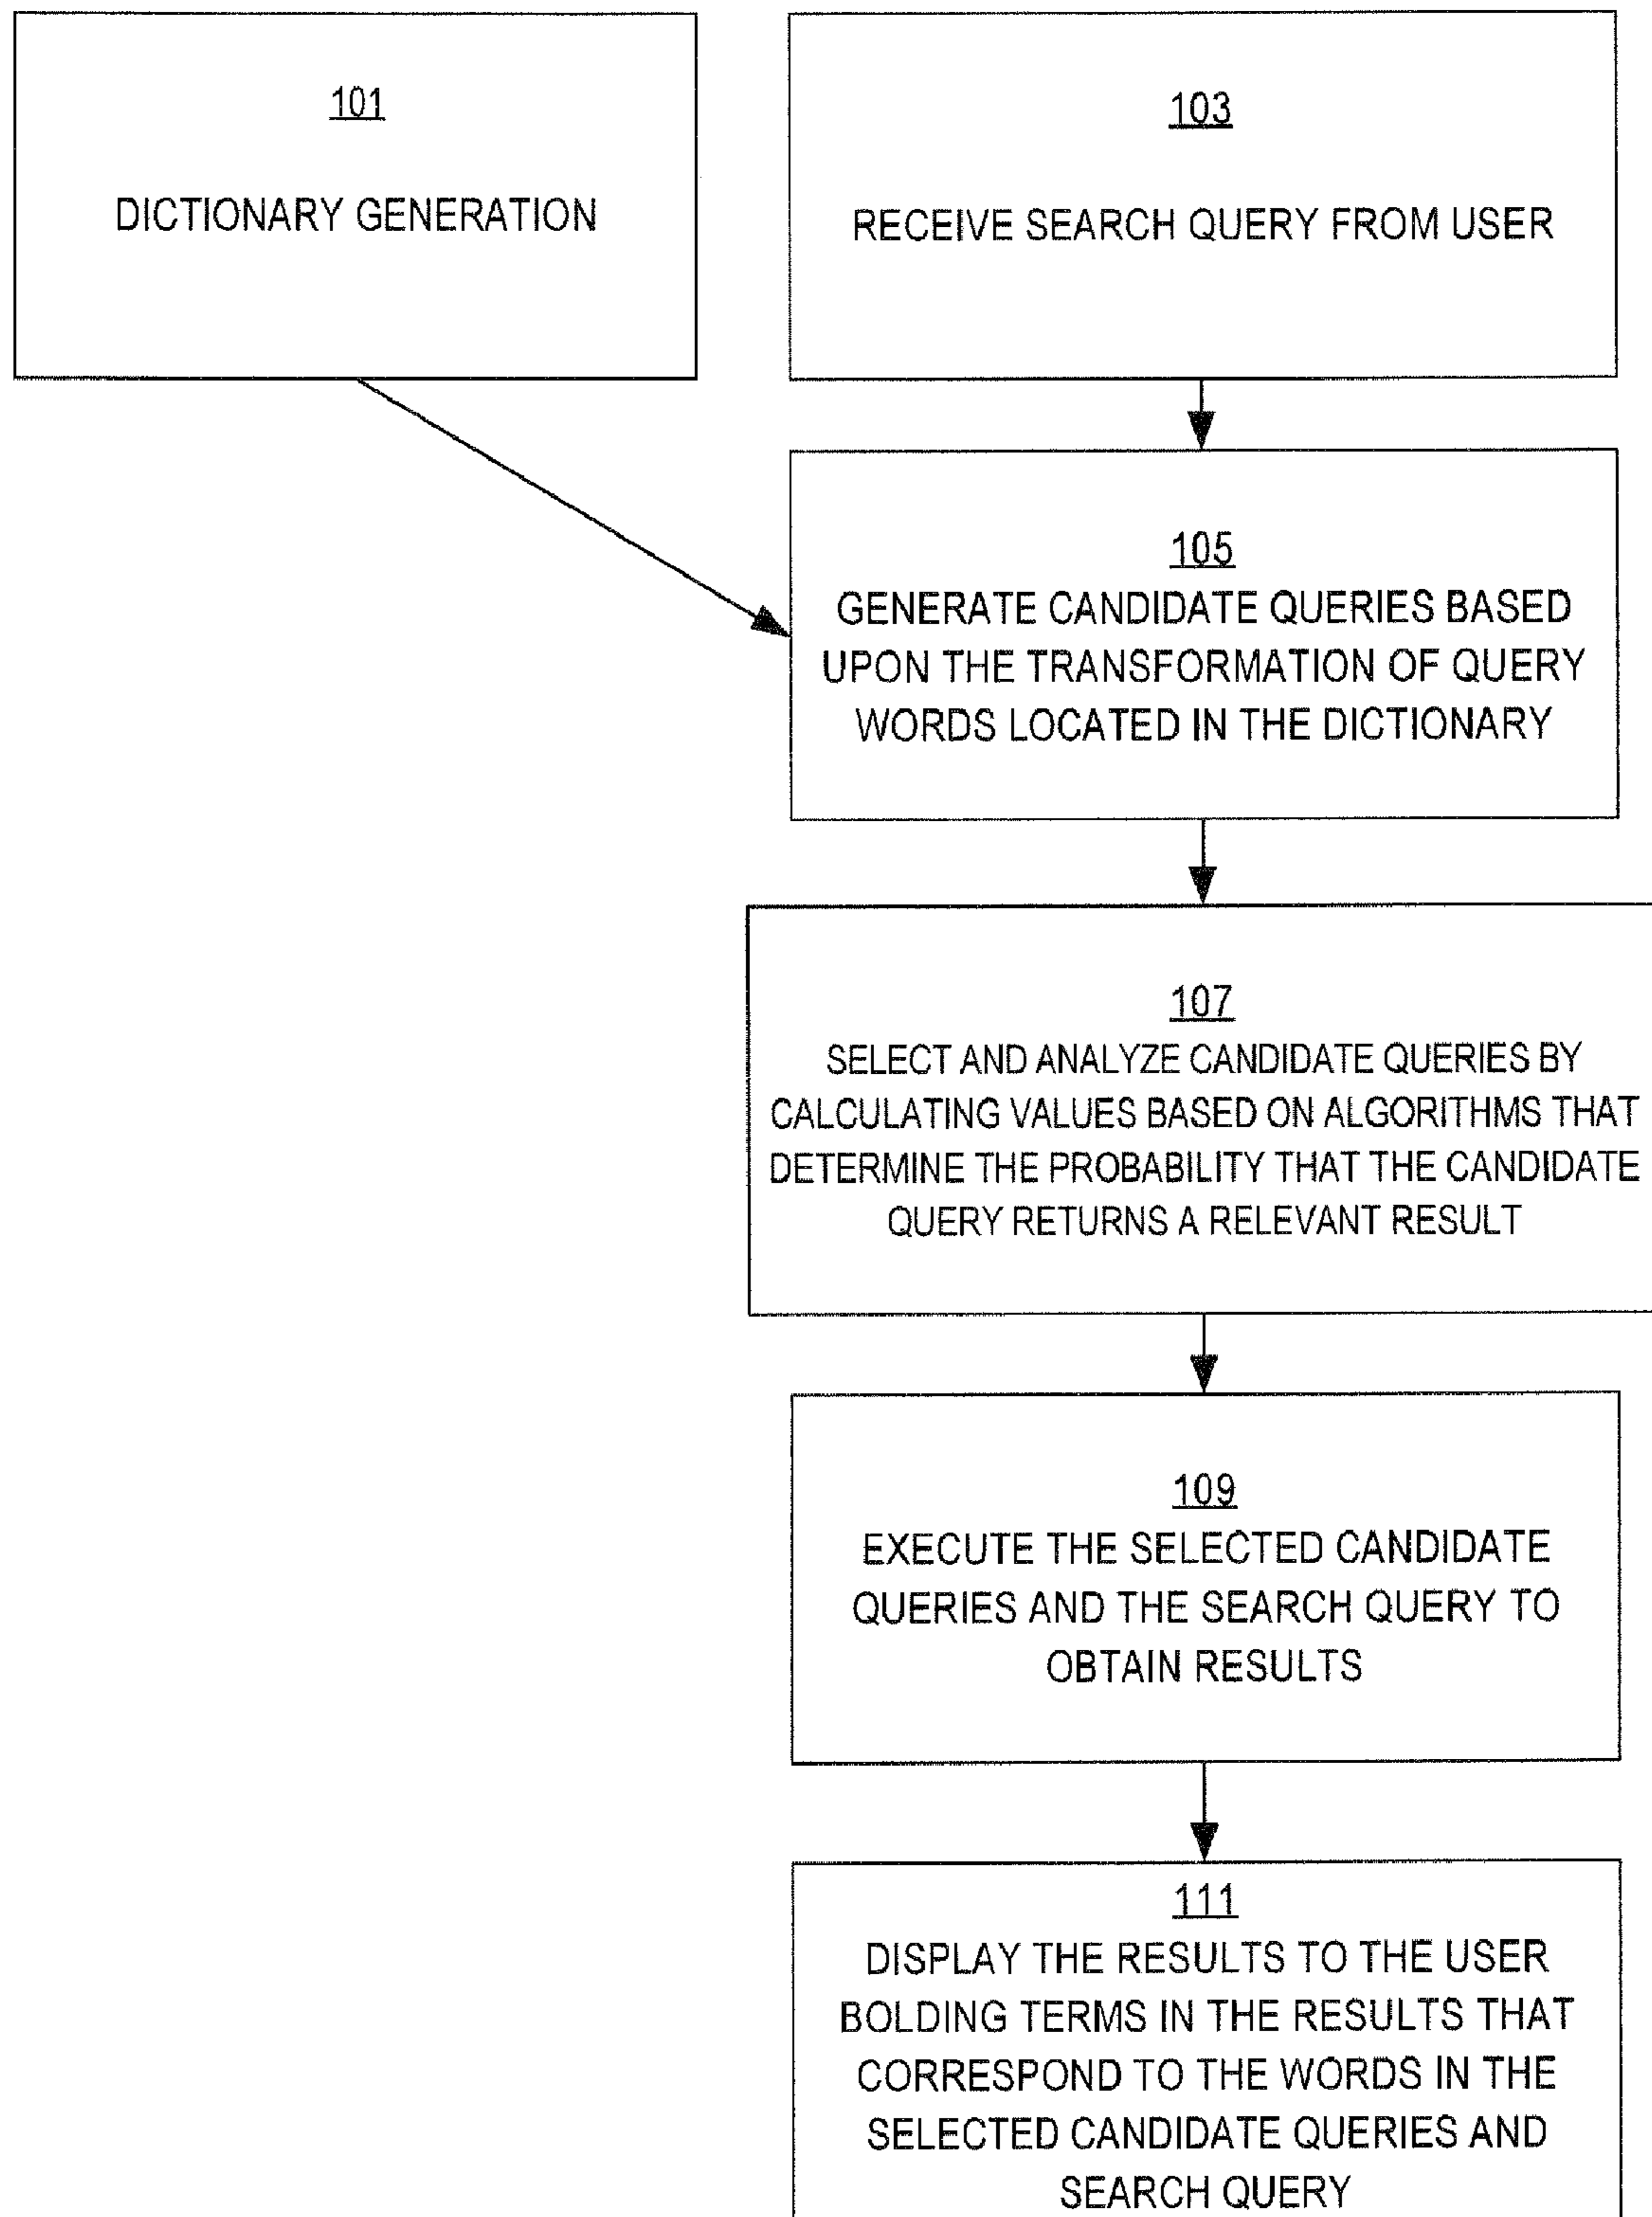 101
DICTIONARY GENERATION
103
RECEIVE SEARCH QUERY FROM USER
105
GENERATE CANDIDATE QUERIES BASED
UPON THE TRANSFORMATION OF QUERY
WORDS LOCATED IN THE DICTIONARY
107
SELECT AND ANALYZE CANDIDATE QUERIES BY
CALCULATING VALUES BASED ON ALGORITHMS THAT
DETERMINE THE PROBABILITY THAT THE CANDIDATE
QUERY RETURNS A RELEVANT RESULT
109
EXECUTE THE SELECTED CANDIDATE
QUERIES AND THE SEARCH QUERY TO
OBTAIN RESULTS
111
DISPLAY THE RESULTS TO THE USER
BOLDING TERMS IN THE RESULTS THAT
CORRESPOND TO THE WORDS IN THE
SELECTED CANDIDATE QUERIES AND
SEARCH QUERY